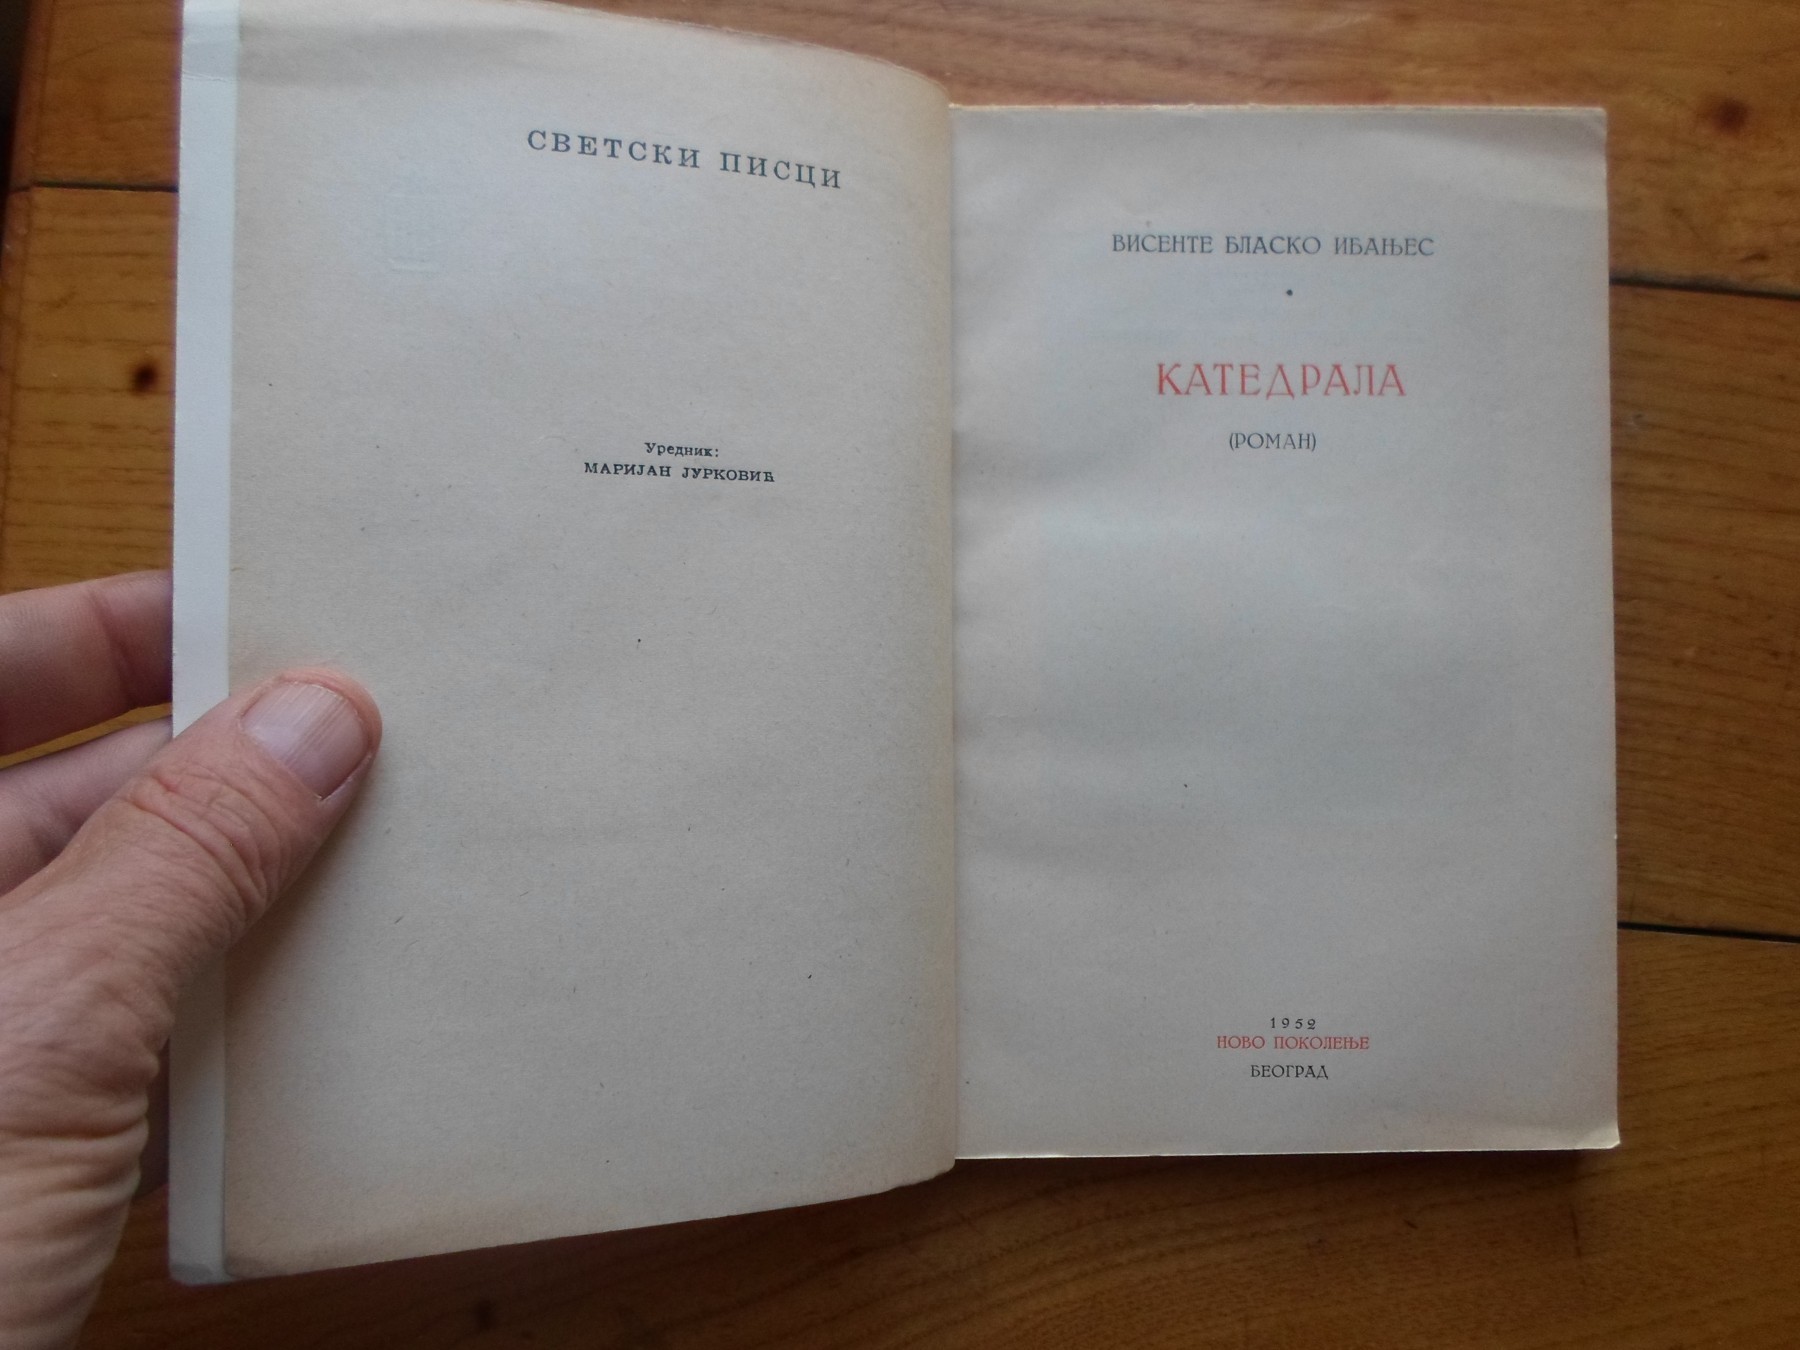 СВЕТСКИ ПИСЦИ
Уредник:
МАРИЈАН ЈУРКОВИЋ
ВИСЕНТЕ БЛАСКО ИБАЊЕС
•
КАТЕДРАЛА
(РОМАН)
1952
НОВО ПОКОЛЕЊЕ
БЕОГРАД